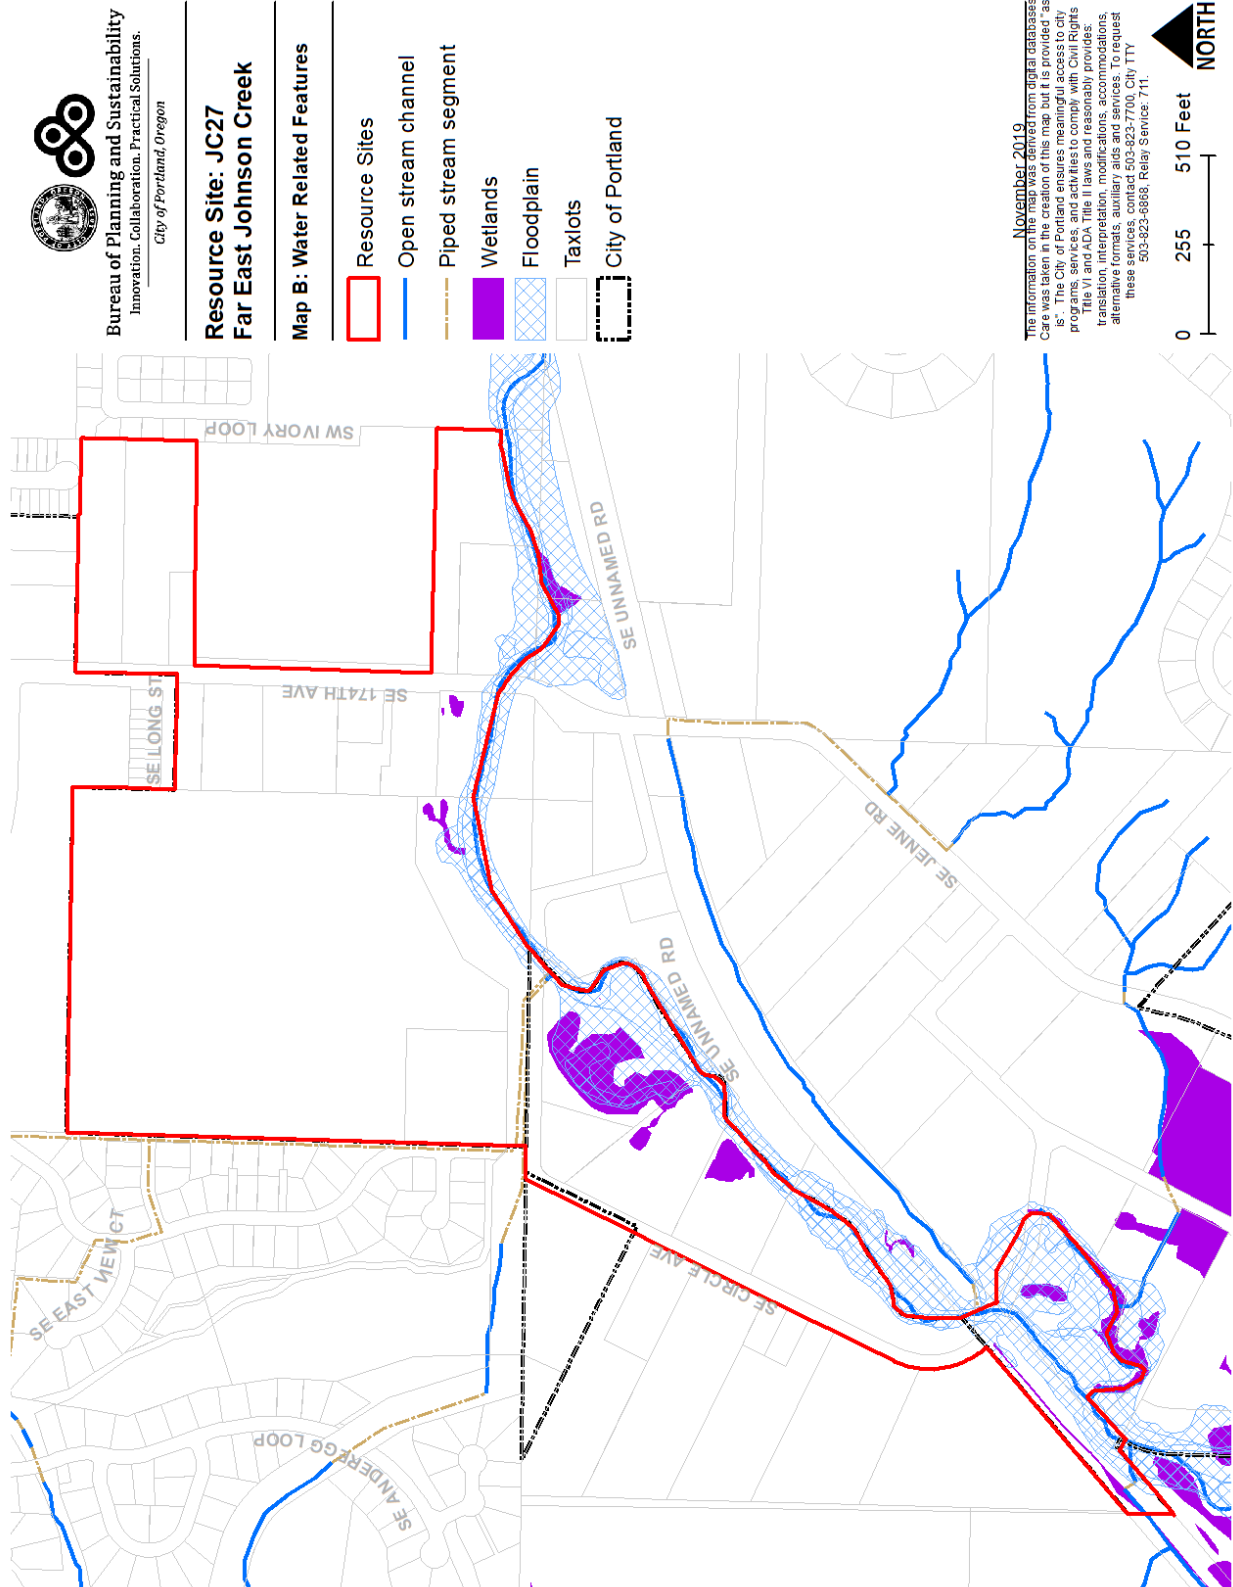 Bureau of Planning and Sustainability
Innovation. Collaboration. Practical Solutions.
City of Portland, Oregon
Resource Site: JC27
Far East Johnson Creek
Map B: Water Related Features
Resource Sites
Open stream channel
Piped stream segment
Wetlands
Floodplain
Taxlots
City of Portland
November 2019
The information on the map was derived from digital databases
Care was taken in the creation of this map but it is provided "as
is". The City of Portland ensures meaningful access to city
programs, services, and activities to comply with Civil Rights
Title VI and ADA Title II laws and reasonably provides:
translation, interpretation, modifications, accommodations,
alternative formats, auxiliary aids and services. To request
these services, contact 503-823-7700, City TTY
503-823-6868, Relay Service: 711.
0 255 510 Feet
NORTH
SW IVORY LOOP
SE UNNAMED RD
SE 174TH AVE
SE LONG ST
SE JENNE RD
SE UNNAMED RD
SE CIRCLE AVE
SE EAST VIEW CT
SE ANDEREGG LOOP